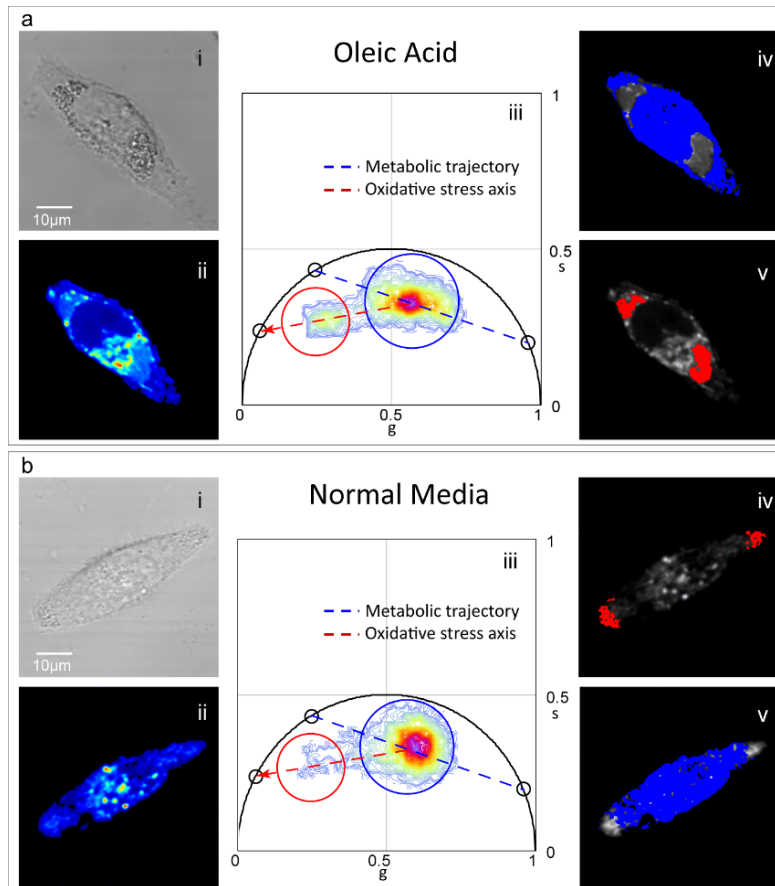 a
i
10μm
ii
Oleic Acid
iii
Metabolic trajectory
Oxidative stress axis
1
0.5
s
0
0
0.5
g
1
iv
v
b
i
10μm
ii
Normal Media
iii
Metabolic trajectory
Oxidative stress axis
1
0.5
s
0
0
0.5
g
1
iv
v